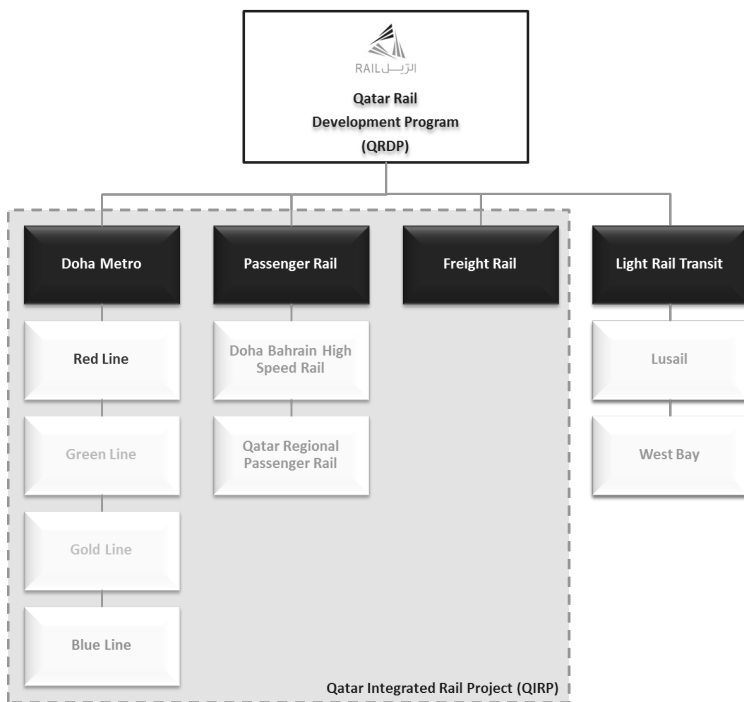 RAIL الريــل
Qatar Rail
Development Program
(QRDP)
Doha Metro
Passenger Rail
Freight Rail
Light Rail Transit
Red Line
Doha Bahrain High
Speed Rail
Lusail
Green Line
Qatar Regional
Passenger Rail
West Bay
Gold Line
Blue Line
Qatar Integrated Rail Project (QIRP)